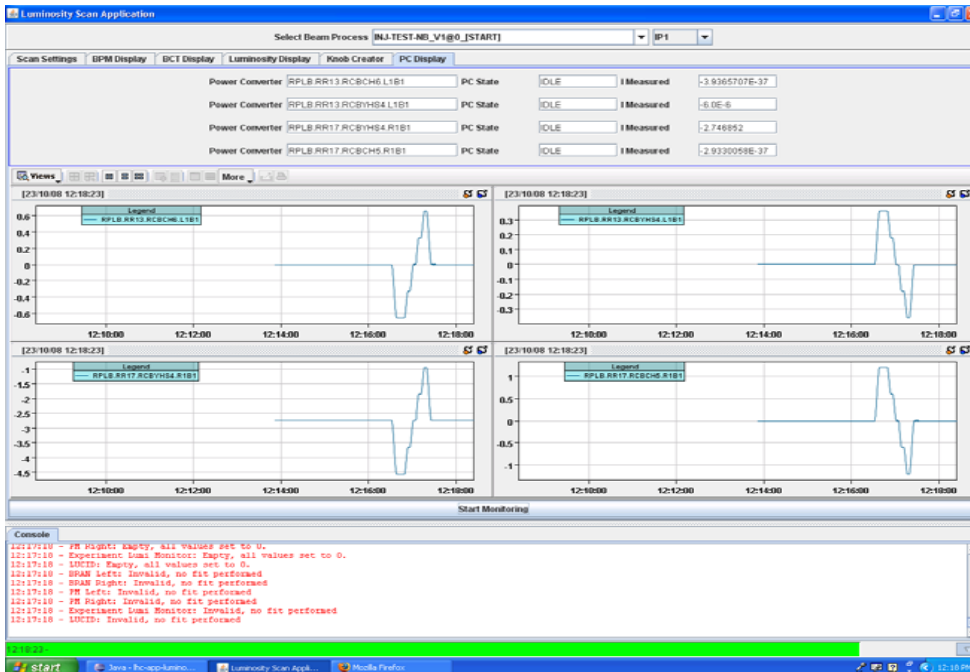 Luminosity Scan Application
Select Beam Process INJ-TEST-NB_V1@0_[START] IP1
Scan Settings BPM Display BCT Display Luminosity Display Knob Creator PC Display
Power Converter RPLB.RR13.RCBCH6.L1B1 PC State IDLE I Measured -3.9365707E-37
Power Converter RPLB.RR13.RCBYHS4.L1B1 PC State IDLE I Measured -6.0E-6
Power Converter RPLB.RR17.RCBYHS4.R1B1 PC State IDLE I Measured -2.746852
Power Converter RPLB.RR17.RCBCH5.R1B1 PC State IDLE I Measured -2.9330058E-37
Views More
[23/10/08 12:18:23] [23/10/08 12:18:23]
Legend
RPLB.RR13.RCBCH6.L1B1
0.6
0.4
0.2
0
-0.2
-0.4
-0.6
12:10:00 12:12:00 12:14:00 12:16:00 12:18:00
Legend
RPLB.RR13.RCBYHS4.L1B1
0.3
0.2
0.1
0
-0.1
-0.2
-0.3
12:10:00 12:12:00 12:14:00 12:16:00 12:18:00
[23/10/08 12:18:23] [23/10/08 12:18:23]
Legend
RPLB.RR17.RCBYHS4.R1B1
-1
-1.5
-2
-2.5
-3
-3.5
-4
-4.5
12:10:00 12:12:00 12:14:00 12:16:00 12:18:00
Legend
RPLB.RR17.RCBCH5.R1B1
1
0.5
0
-0.5
-1
12:10:00 12:12:00 12:14:00 12:16:00 12:18:00
Start Monitoring
Console
12:17:18 - PM Right: Empty, all values set to 0.
12:17:18 - Experiment Lumi Monitor: Empty, all values set to 0.
12:17:18 - LUCID: Empty, all values set to 0.
12:17:18 - BRAN Left: Invalid, no fit performed
12:17:18 - BRAN Right: Invalid, no fit performed
12:17:18 - PM Left: Invalid, no fit performed
12:17:18 - PM Right: Invalid, no fit performed
12:17:18 - Experiment Lumi Monitor: Invalid, no fit performed
12:17:18 - LUCID: Invalid, no fit performed
12:18:23 -
start Java - lhc-app-lumino... Luminosity Scan Appli... Mozilla Firefox 12:18 PM